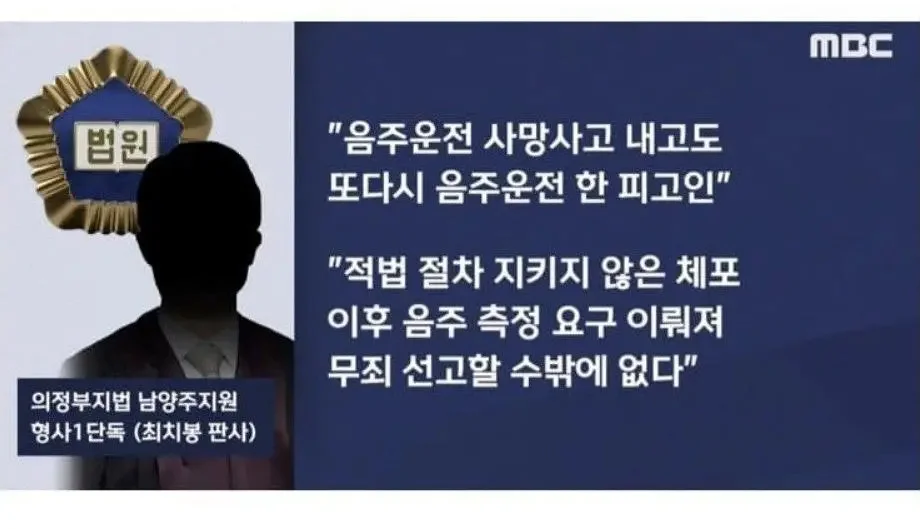 MBC
법원
"음주운전 사망사고 내고도
또다시 음주운전 한 피고인"
"적법 절차 지키지 않은 체포
이후 음주 측정 요구 이뤄져
무죄 선고할 수밖에 없다"
의정부지법 남양주지원
형사1단독 (최치봉 판사)